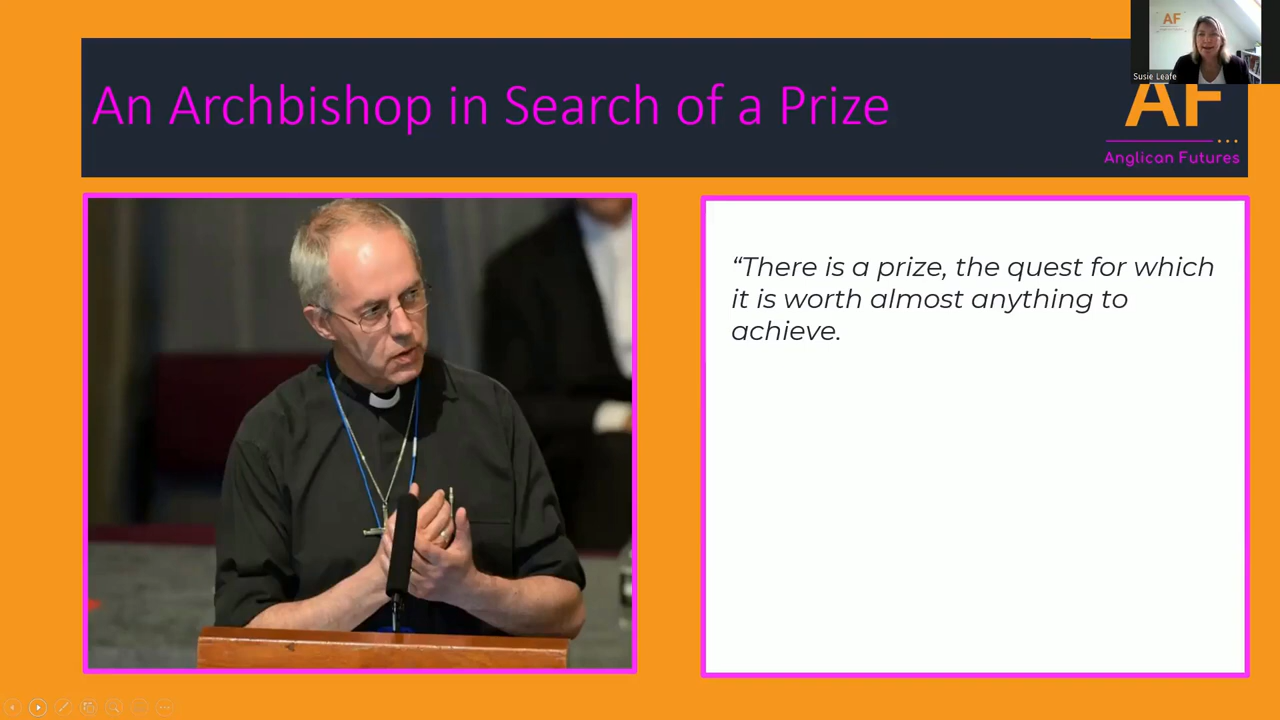 AF
Susie Leafe
An Archbishop in Search of a Prize
AF
Anglican Futures
“There is a prize, the quest for which
it is worth almost anything to
achieve.